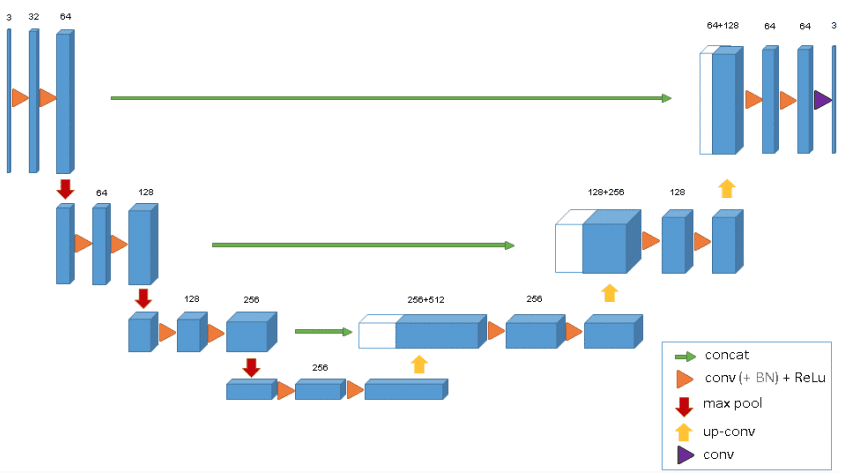 3 32 64
64+128 64 64 3
64 128
128+256 128
128 256
256+512 256
256
concat
conv (+ BN) + ReLu
max pool
up-conv
conv